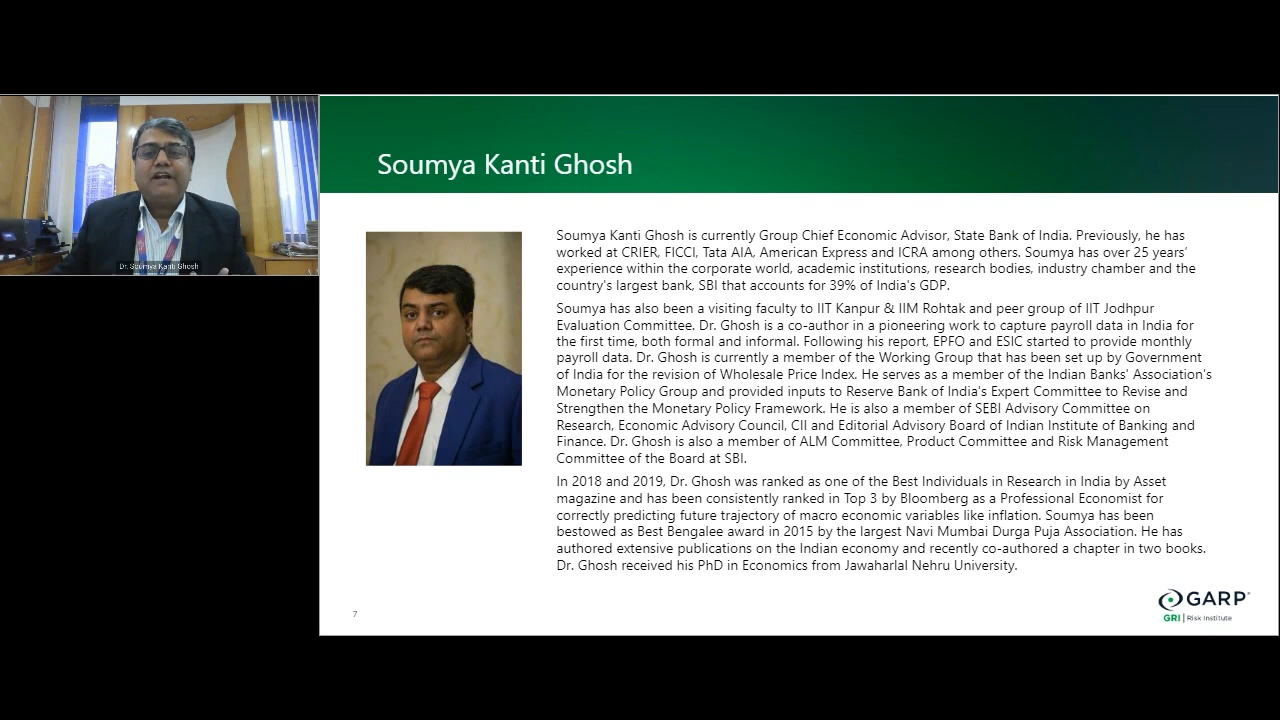 Dr. Soumya Kanti Ghosh
Soumya Kanti Ghosh
Soumya Kanti Ghosh is currently Group Chief Economic Advisor, State Bank of India. Previously, he has
worked at CRIER, FICCI, Tata AIA, American Express and ICRA among others. Soumya has over 25 years'
experience within the corporate world, academic institutions, research bodies, industry chamber and the
country's largest bank, SBI that accounts for 39% of India's GDP.
Soumya has also been a visiting faculty to IIT Kanpur & IIM Rohtak and peer group of IIT Jodhpur
Evaluation Committee. Dr. Ghosh is a co-author in a pioneering work to capture payroll data in India for
the first time, both formal and informal. Following his report, EPFO and ESIC started to provide monthly
payroll data. Dr. Ghosh is currently a member of the Working Group that has been set up by Government
of India for the revision of Wholesale Price Index. He serves as a member of the Indian Banks' Association's
Monetary Policy Group and provided inputs to Reserve Bank of India's Expert Committee to Revise and
Strengthen the Monetary Policy Framework. He is also a member of SEBI Advisory Committee on
Research, Economic Advisory Council, CII and Editorial Advisory Board of Indian Institute of Banking and
Finance. Dr. Ghosh is also a member of ALM Committee, Product Committee and Risk Management
Committee of the Board at SBI.
In 2018 and 2019, Dr. Ghosh was ranked as one of the Best Individuals in Research in India by Asset
magazine and has been consistently ranked in Top 3 by Bloomberg as a Professional Economist for
correctly predicting future trajectory of macro economic variables like inflation. Soumya has been
bestowed as Best Bengalee award in 2015 by the largest Navi Mumbai Durga Puja Association. He has
authored extensive publications on the Indian economy and recently co-authored a chapter in two books.
Dr. Ghosh received his PhD in Economics from Jawaharlal Nehru University.
7
GARP®
GRI | Risk Institute